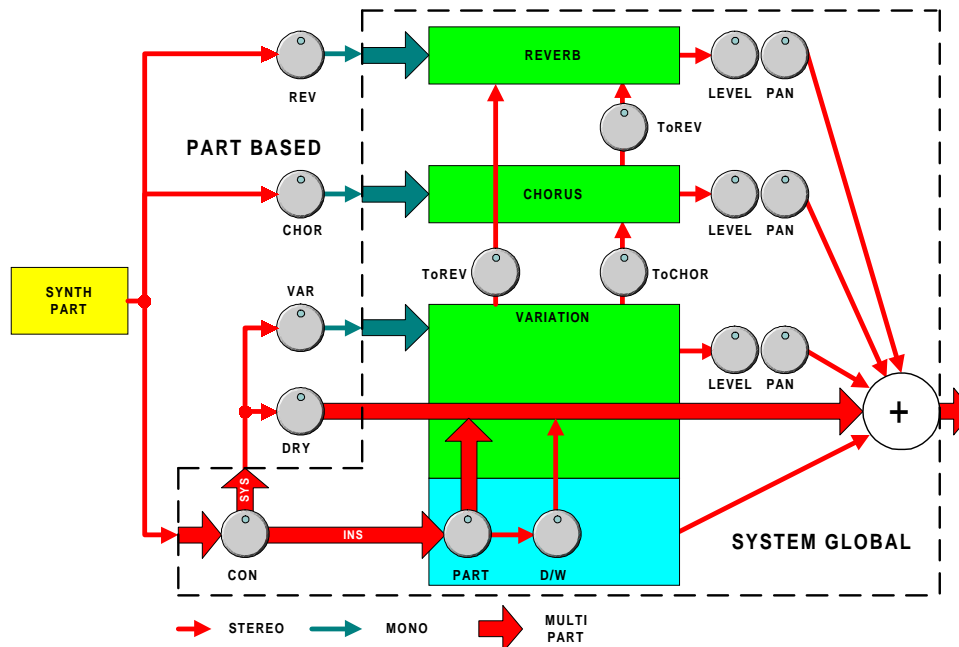 REVERB
REV
LEVEL PAN
ToREV
PART BASED
CHORUS
CHOR
LEVEL PAN
ToREV
ToCHOR
SYNTH
PART
VAR
VARIATION
LEVEL PAN
DRY
SYS
INS
CON
PART
D/W
SYSTEM GLOBAL
+
STEREO
MONO
MULTI
PART